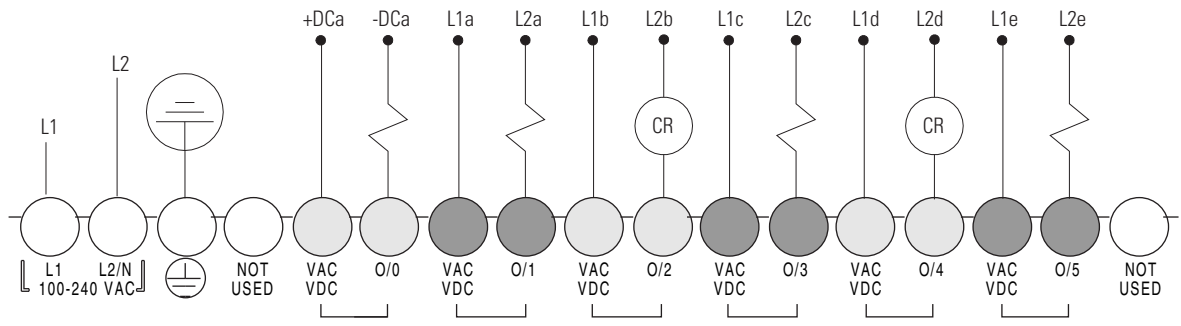 +DCa -DCa L1a L2a L1b L2b L1c L2c L1d L2d L1e L2e
L2
L1
CR CR
L1 L2/N NOT VAC O/0 VAC O/1 VAC O/2 VAC O/3 VAC O/4 VAC O/5 NOT
100-240 VAC USED VDC VDC VDC VDC VDC VDC USED